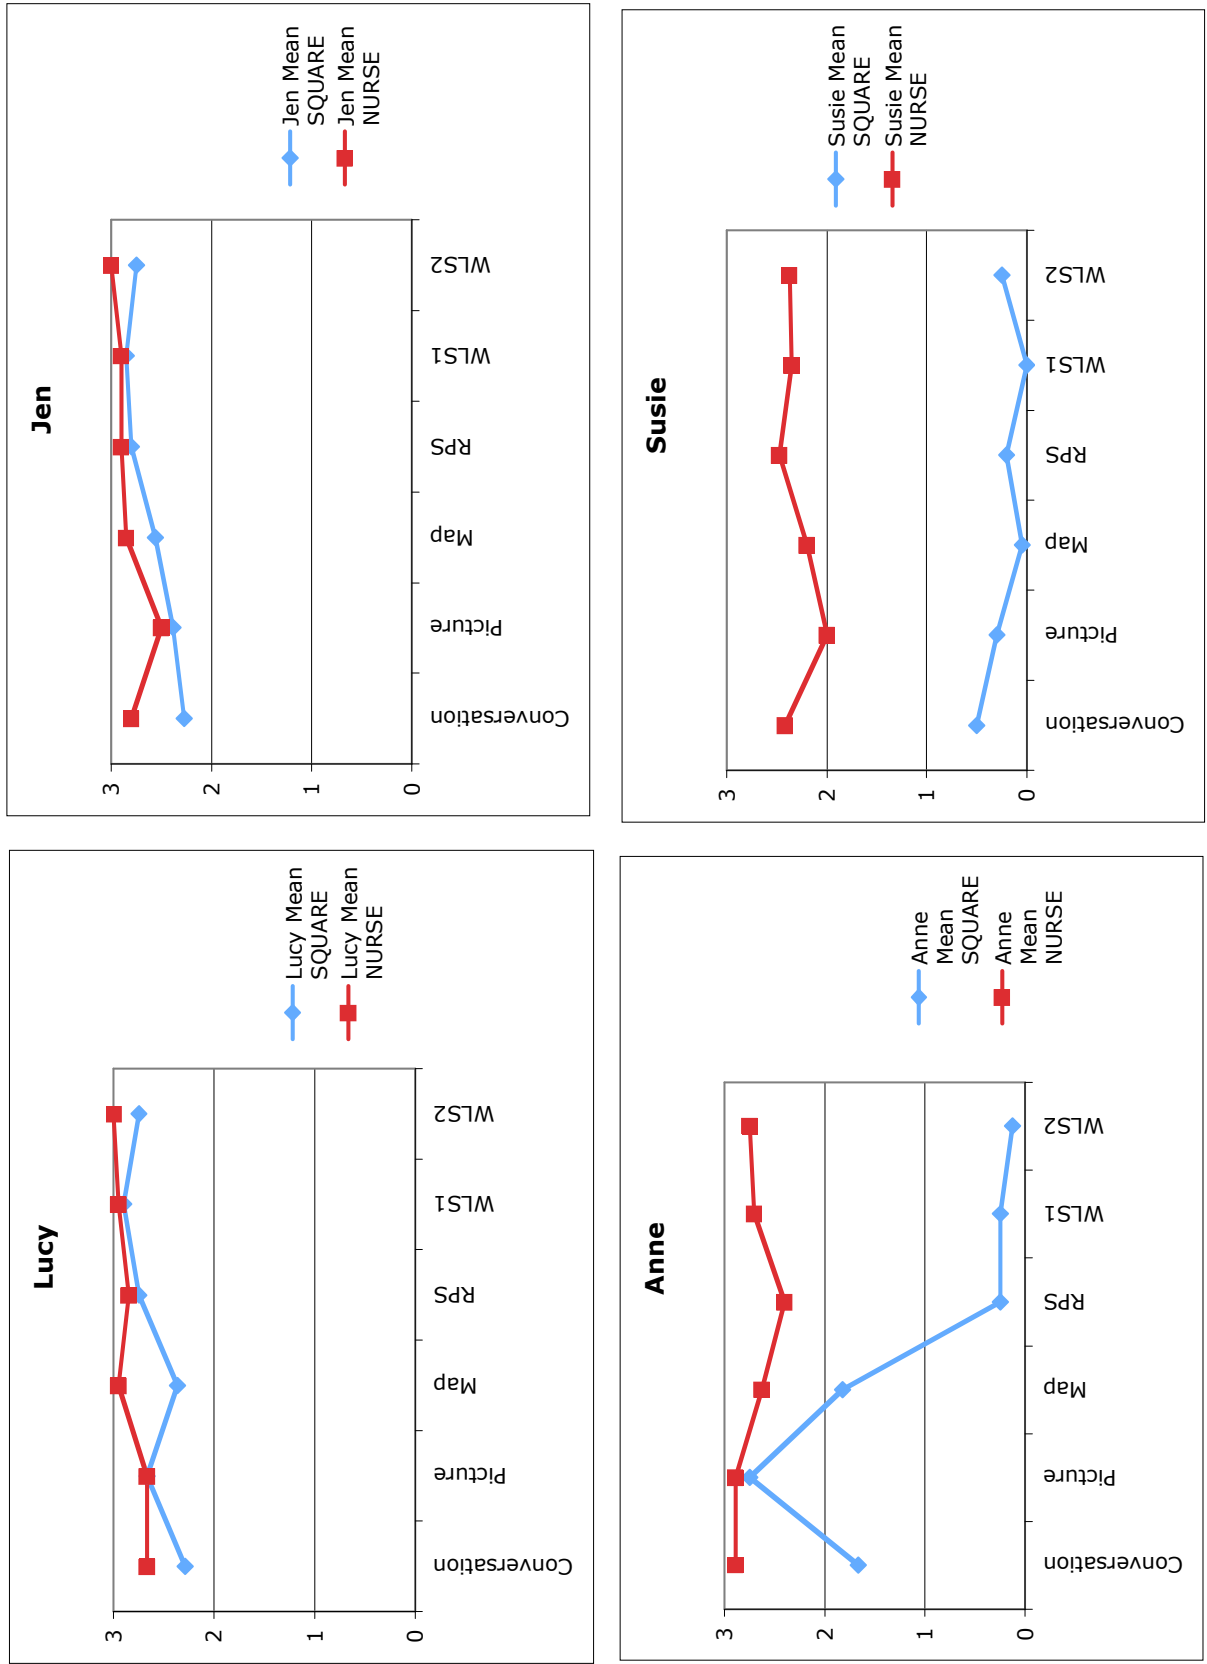 Lucy
3
2
1
0
Conversation
Picture
Map
RPS
WLS1
WLS2
Lucy Mean
SQUARE
Lucy Mean
NURSE
Jen
3
2
1
0
Conversation
Picture
Map
RPS
WLS1
WLS2
Jen Mean
SQUARE
Jen Mean
NURSE
Anne
3
2
1
0
Conversation
Picture
Map
RPS
WLS1
WLS2
Anne
Mean
SQUARE
Anne
Mean
NURSE
Susie
3
2
1
0
Conversation
Picture
Map
RPS
WLS1
WLS2
Susie Mean
SQUARE
Susie Mean
NURSE